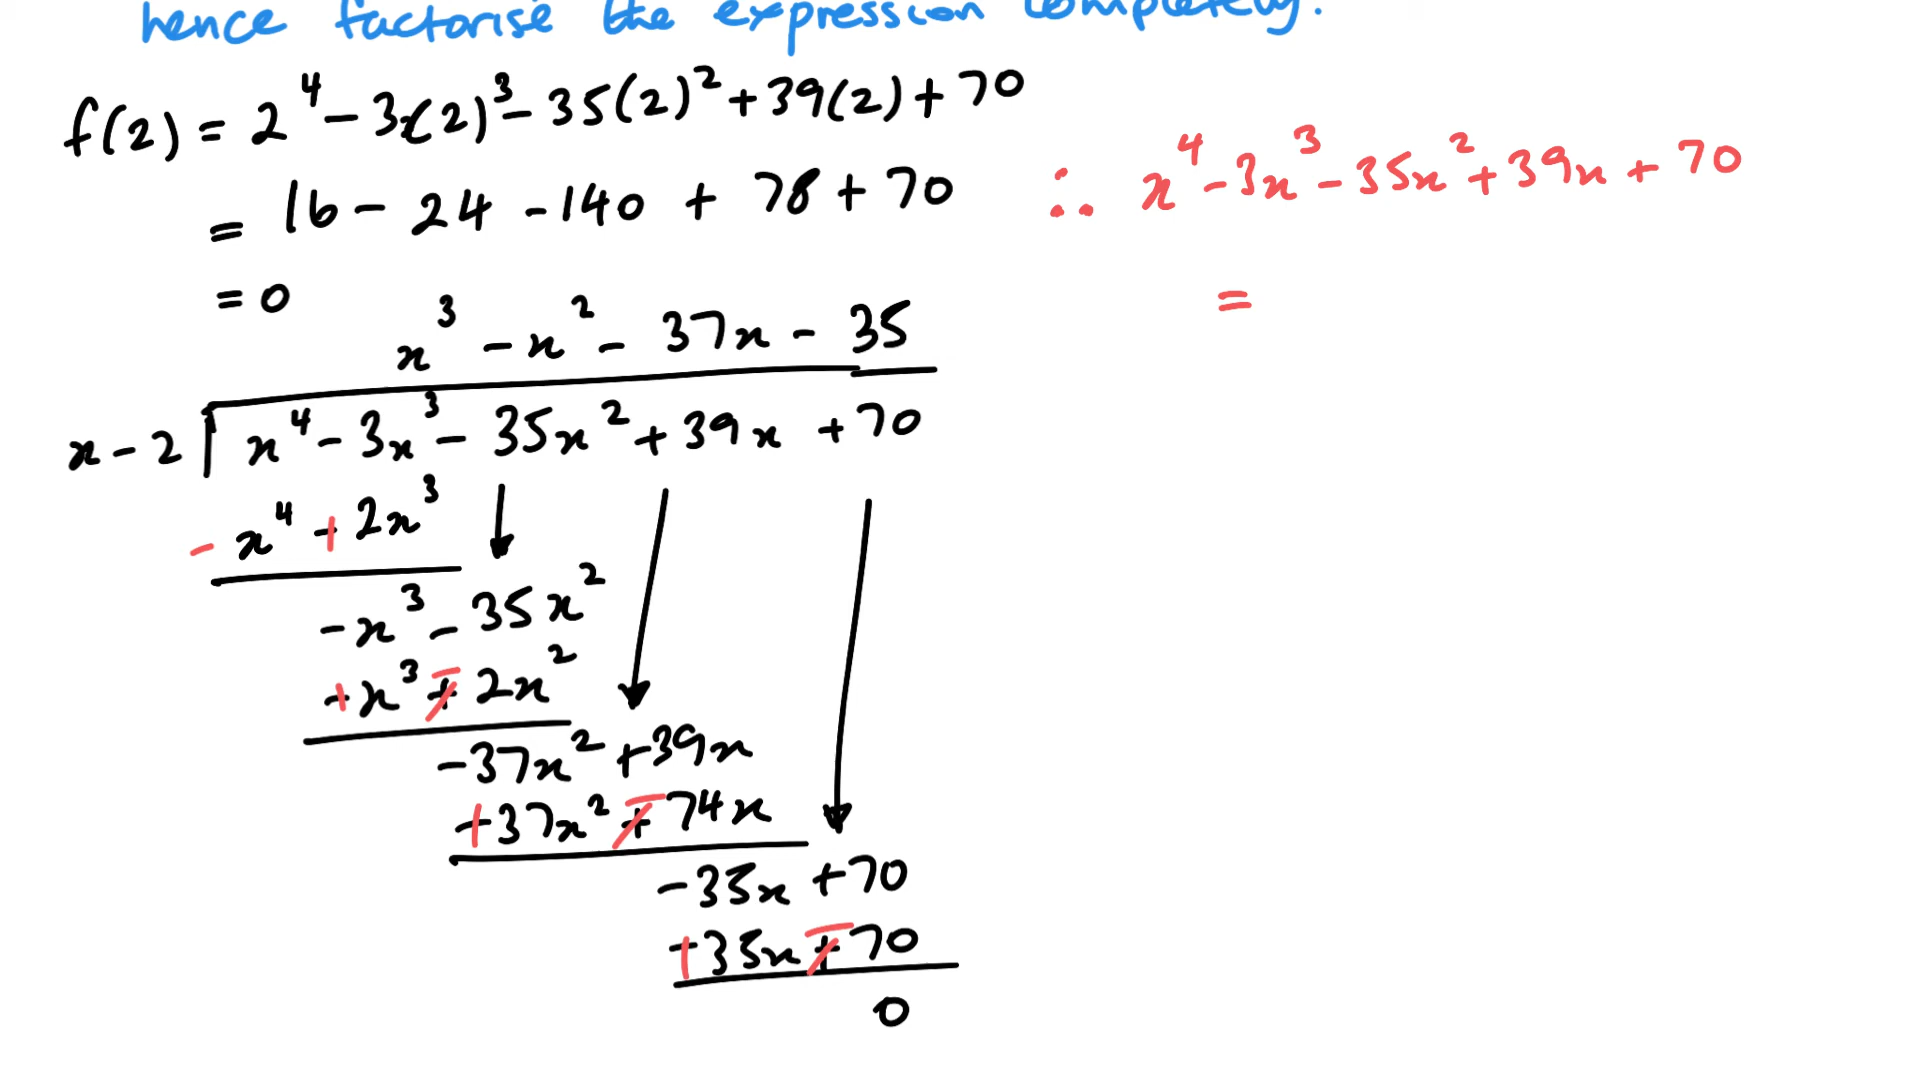 hence factorise the expression completely.
f(2) = 2⁴ - 3(2)³ - 35(2)² + 39(2) + 70
= 16 - 24 - 140 + 78 + 70
= 0
x³ - x² - 37x - 35
x - 2 | x⁴ - 3x³ - 35x² + 39x + 70
- x⁴ + 2x³
-x³ - 35x²
+x³ - 2x²
-37x² + 39x
+37x² - 74x
-35x + 70
+35x - 70
0
∴ x⁴ - 3x³ - 35x² + 39x + 70
=